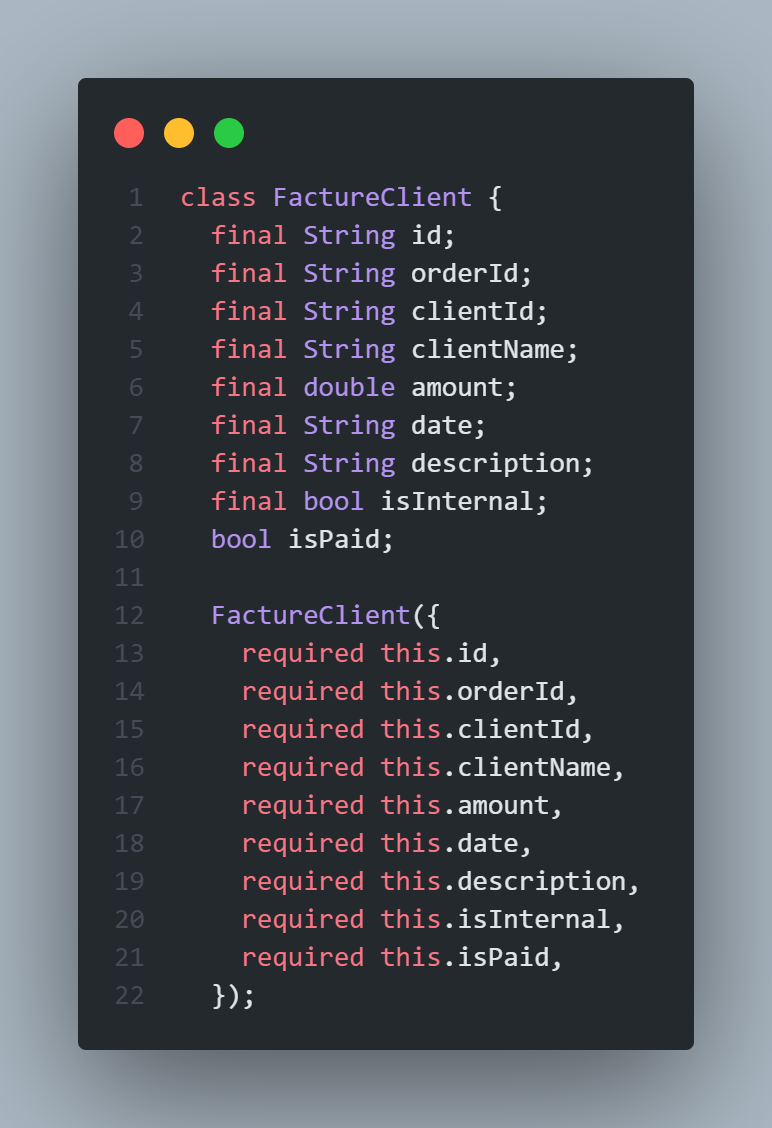 1 class FactureClient {
2   final String id;
3   final String orderId;
4   final String clientId;
5   final String clientName;
6   final double amount;
7   final String date;
8   final String description;
9   final bool isInternal;
10   bool isPaid;
11
12   FactureClient({
13     required this.id,
14     required this.orderId,
15     required this.clientId,
16     required this.clientName,
17     required this.amount,
18     required this.date,
19     required this.description,
20     required this.isInternal,
21     required this.isPaid,
22   });